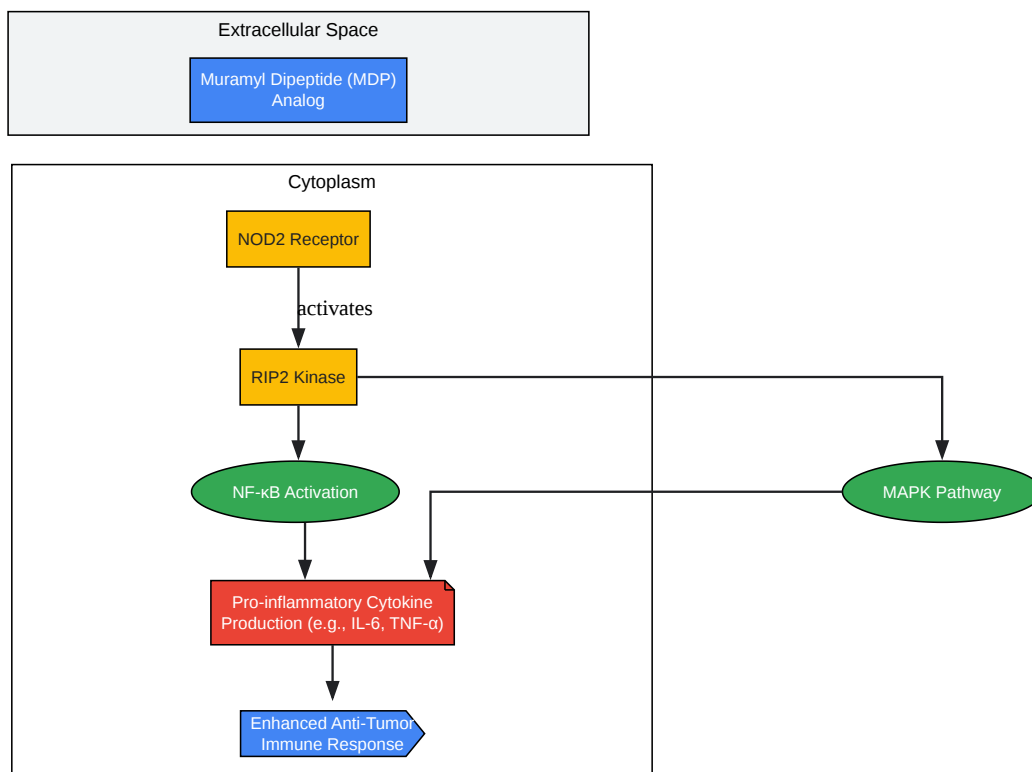 Extracellular Space
Muramyl Dipeptide (MDP)
Analog
Cytoplasm
NOD2 Receptor
activates
RIP2 Kinase
NF-κB Activation
MAPK Pathway
Pro-inflammatory Cytokine
Production (e.g., IL-6, TNF-α)
Enhanced Anti-Tumor
Immune Response